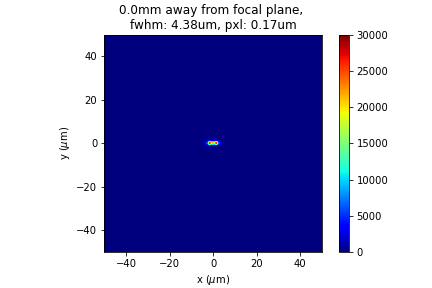 0.0mm away from focal plane,
fwhm: 4.38um, pxl: 0.17um
40
20
0
−20
−40
y (μm)
−40 −20 0 20 40
x (μm)
30000
25000
20000
15000
10000
5000
0